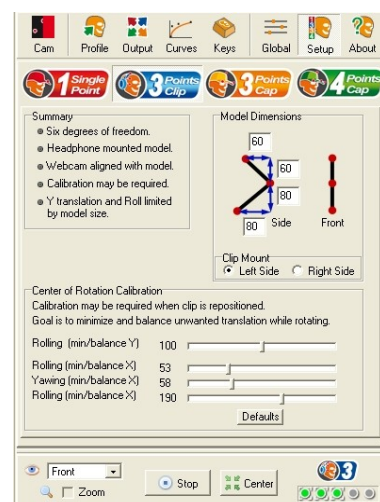 Cam Profile Output Curves Keys Global Setup About
1 Single Point 3 Points Clip 3 Points Cap 4 Points Cap
Summary
Six degrees of freedom.
Headphone mounted model.
Webcam aligned with model.
Calibration may be required.
Y translation and Roll limited
by model size.
Model Dimensions
60
60
80
80 Side Front
Clip Mount
Left Side Right Side
Center of Rotation Calibration
Calibration may be required when clip is repositioned.
Goal is to minimize and balance unwanted translation while rotating.
Rolling (min/balance Y) 100
Rolling (min/balance X) 53
Yawing (min/balance X) 58
Rolling (min/balance X) 190
Defaults
Front
Zoom
Stop
Center
3